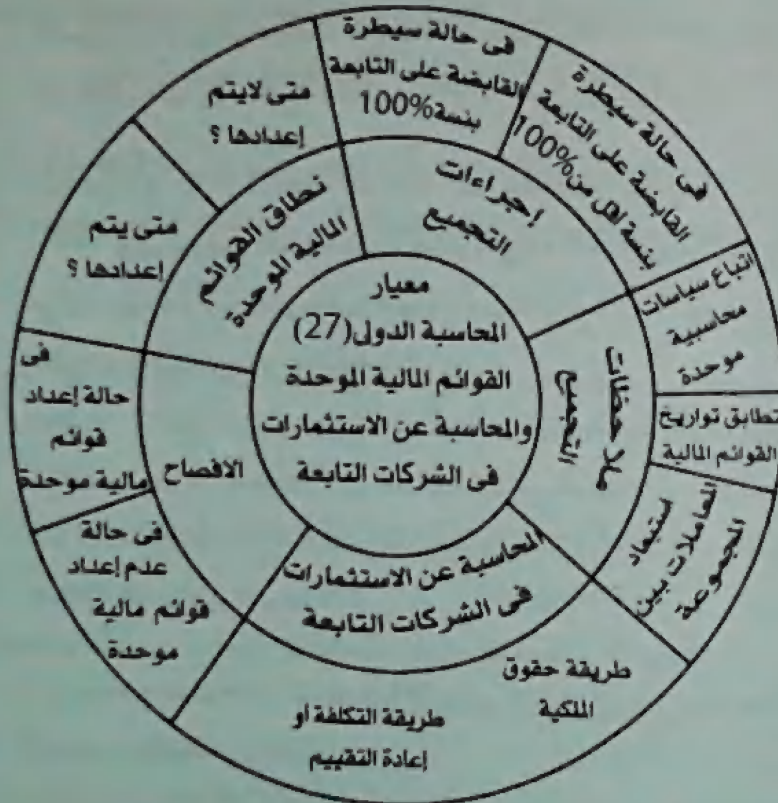 معيار
المحاسبة الدولى(27)
القوائم المالية الموحدة
والمحاسبة عن الاستثمارات
فى الشركات التابعة
إجراءات
التجميع
فى حالة سيطرة
القابضة على التابعة
بنسة100%
فى حالة سيطرة
القابضة على التابعة
بنسة اقل من100%
ملاحظات
التجميع
اتباع سياسات
محاسبية
موحدة
تطابق تواريخ
القوائم المالية
استبعاد
المعاملات بين
المجموعة
المحاسبة عن الاستثمارات
فى الشركات التابعة
طريقة حقوق
الملكية
طريقة التكلفة أو
إعادة التقييم
الافصاح
فى حالة
عدم إعداد
قوائم مالية
موحدة
فى
حالة إعداد
قوائم
مالية موحدة
نطاق القوائم
المالية الموحدة
متى يتم
إعدادها ؟
متى لايتم
إعدادها ؟